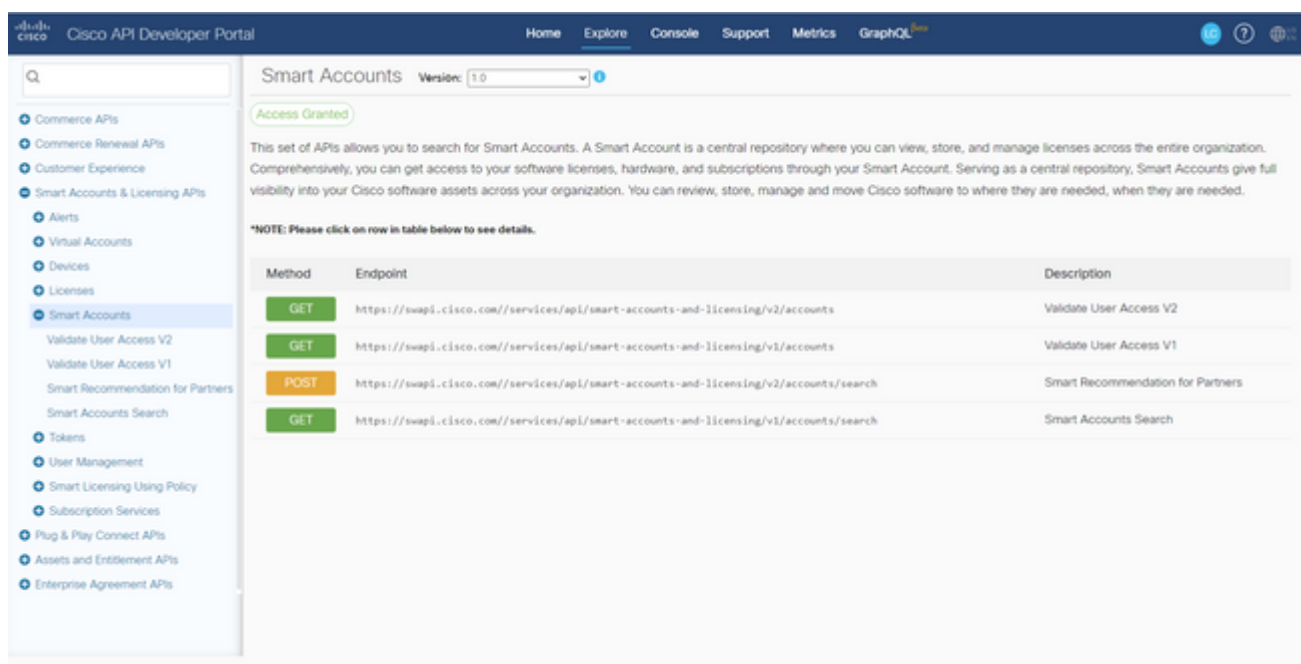 cisco Cisco API Developer Portal Home Explore Console Support Metrics GraphQL Beta LC ?
Smart Accounts Version: 1.0 i
Access Granted
This set of APIs allows you to search for Smart Accounts. A Smart Account is a central repository where you can view, store, and manage licenses across the entire organization.
Comprehensively, you can get access to your software licenses, hardware, and subscriptions through your Smart Account. Serving as a central repository, Smart Accounts give full
visibility into your Cisco software assets across your organization. You can review, store, manage and move Cisco software to where they are needed, when they are needed.
*NOTE: Please click on row in table below to see details.
Method Endpoint Description
GET https://swapi.cisco.com//services/api/smart-accounts-and-licensing/v2/accounts Validate User Access V2
GET https://swapi.cisco.com//services/api/smart-accounts-and-licensing/v1/accounts Validate User Access V1
POST https://swapi.cisco.com//services/api/smart-accounts-and-licensing/v2/accounts/search Smart Recommendation for Partners
GET https://swapi.cisco.com//services/api/smart-accounts-and-licensing/v1/accounts/search Smart Accounts Search
Commerce APIs
Commerce Renewal APIs
Customer Experience
Smart Accounts & Licensing APIs
Alerts
Virtual Accounts
Devices
Licenses
Smart Accounts
Validate User Access V2
Validate User Access V1
Smart Recommendation for Partners
Smart Accounts Search
Tokens
User Management
Smart Licensing Using Policy
Subscription Services
Plug & Play Connect APIs
Assets and Entitlement APIs
Enterprise Agreement APIs